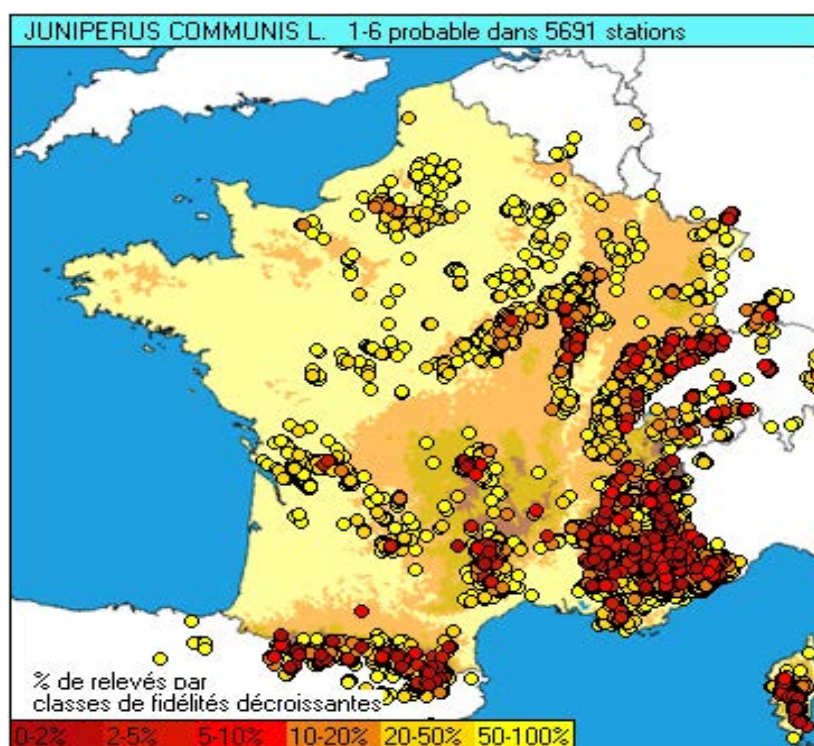 JUNIPERUS COMMUNIS L. 1-6 probable dans 5691 stations
% de relevés par
classes de fidélités décroissantes
0-2% 2-5% 5-10% 10-20% 20-50% 50-100%